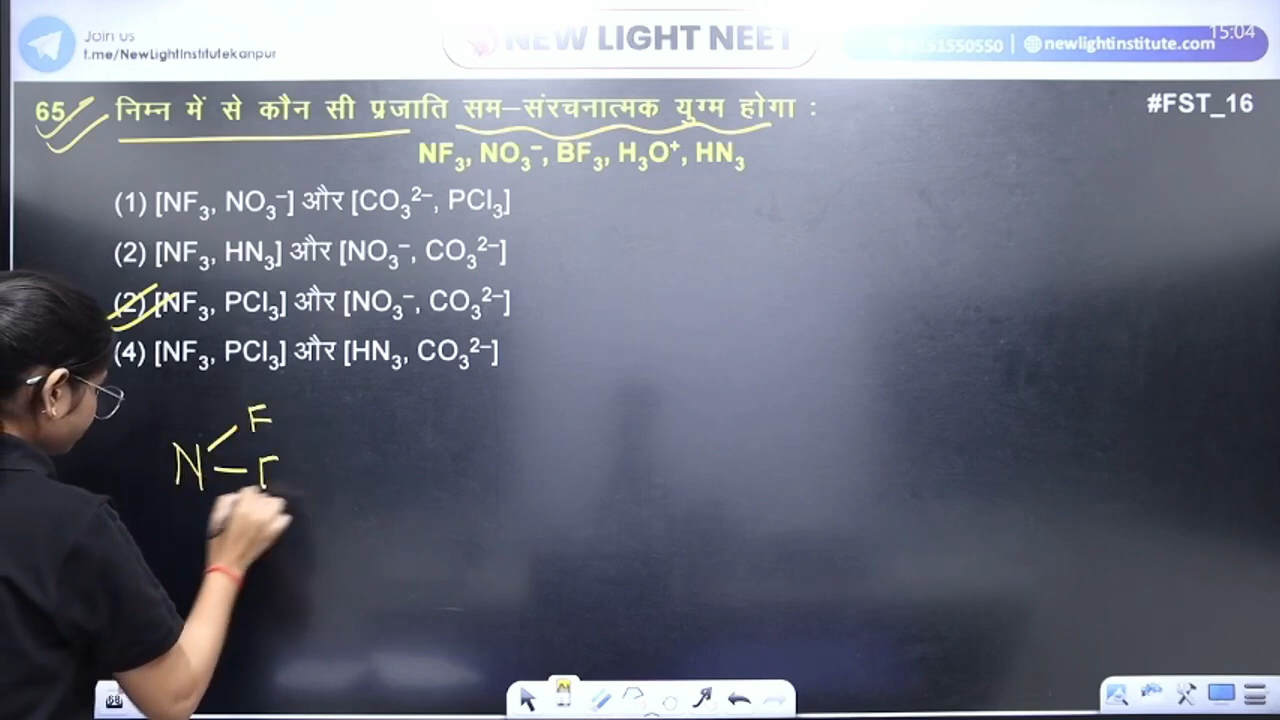 Join us
t.me/NewLightInstitutekanpur
NEW LIGHT NEET
newlightinstitute.com
15:04
#FST_16
65. निम्न में से कौन सी प्रजाति सम–संरचनात्मक युग्म होगा :
NF₃, NO₃⁻, BF₃, H₃O⁺, HN₃
(1) [NF₃, NO₃⁻] और [CO₃²⁻, PCl₃]
(2) [NF₃, HN₃] और [NO₃⁻, CO₃²⁻]
(2) [NF₃, PCl₃] और [NO₃⁻, CO₃²⁻]
(4) [NF₃, PCl₃] और [HN₃, CO₃²⁻]
F
N
68